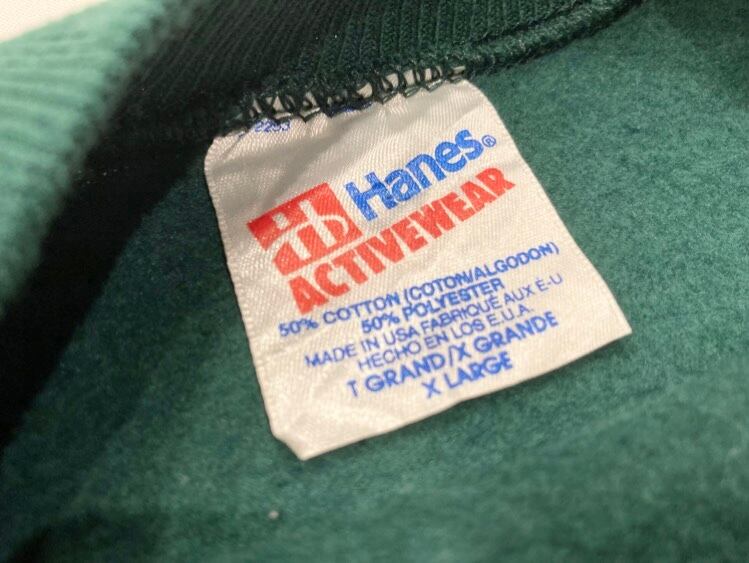 Hanes®
ACTIVEWEAR
50% COTTON (COTON/ALGODON)
50% POLYESTER
MADE IN USA FABRIQUÉ AUX E-U
HECHO EN LOS E.U.A.
T GRAND/X GRANDE
X LARGE